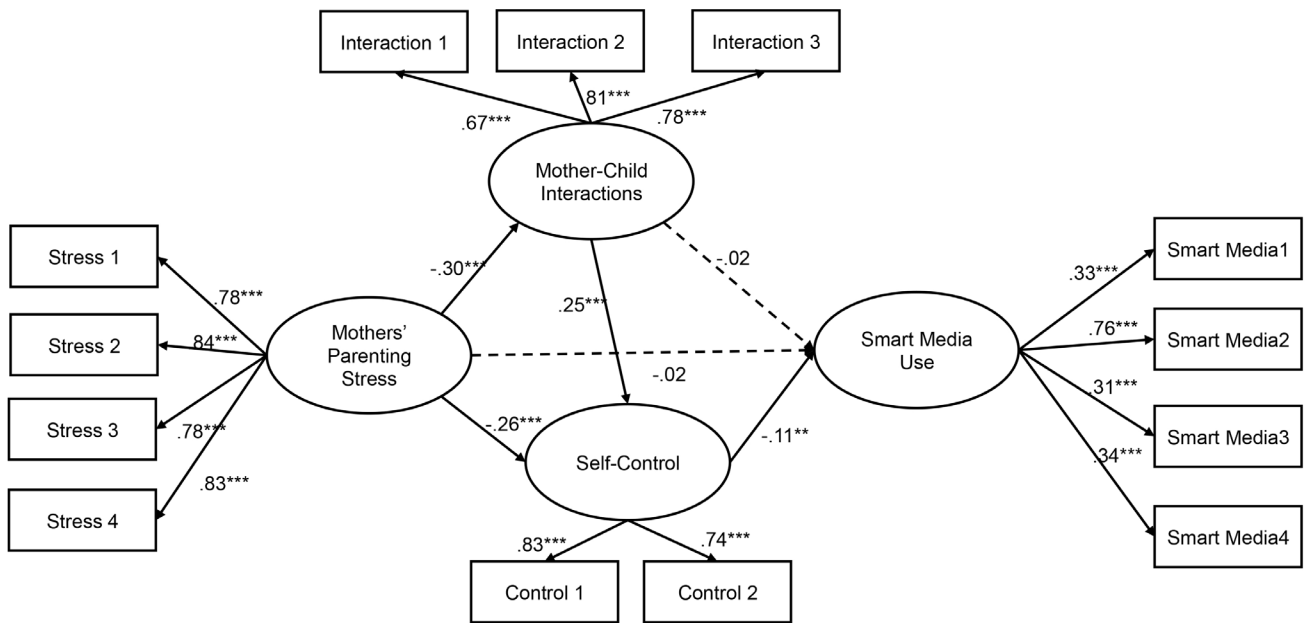 Interaction 1
Interaction 2
Interaction 3
.67***
81***
.78***
Mother-Child
Interactions
Stress 1
Stress 2
Stress 3
Stress 4
.78***
84***
.78***
.83***
Mothers’
Parenting
Stress
-.30***
.25***
-.02
-.02
-.26***
-.11**
Self-Control
.83***
.74***
Control 1
Control 2
Smart Media
Use
.33***
.76***
.31***
.34***
Smart Media1
Smart Media2
Smart Media3
Smart Media4